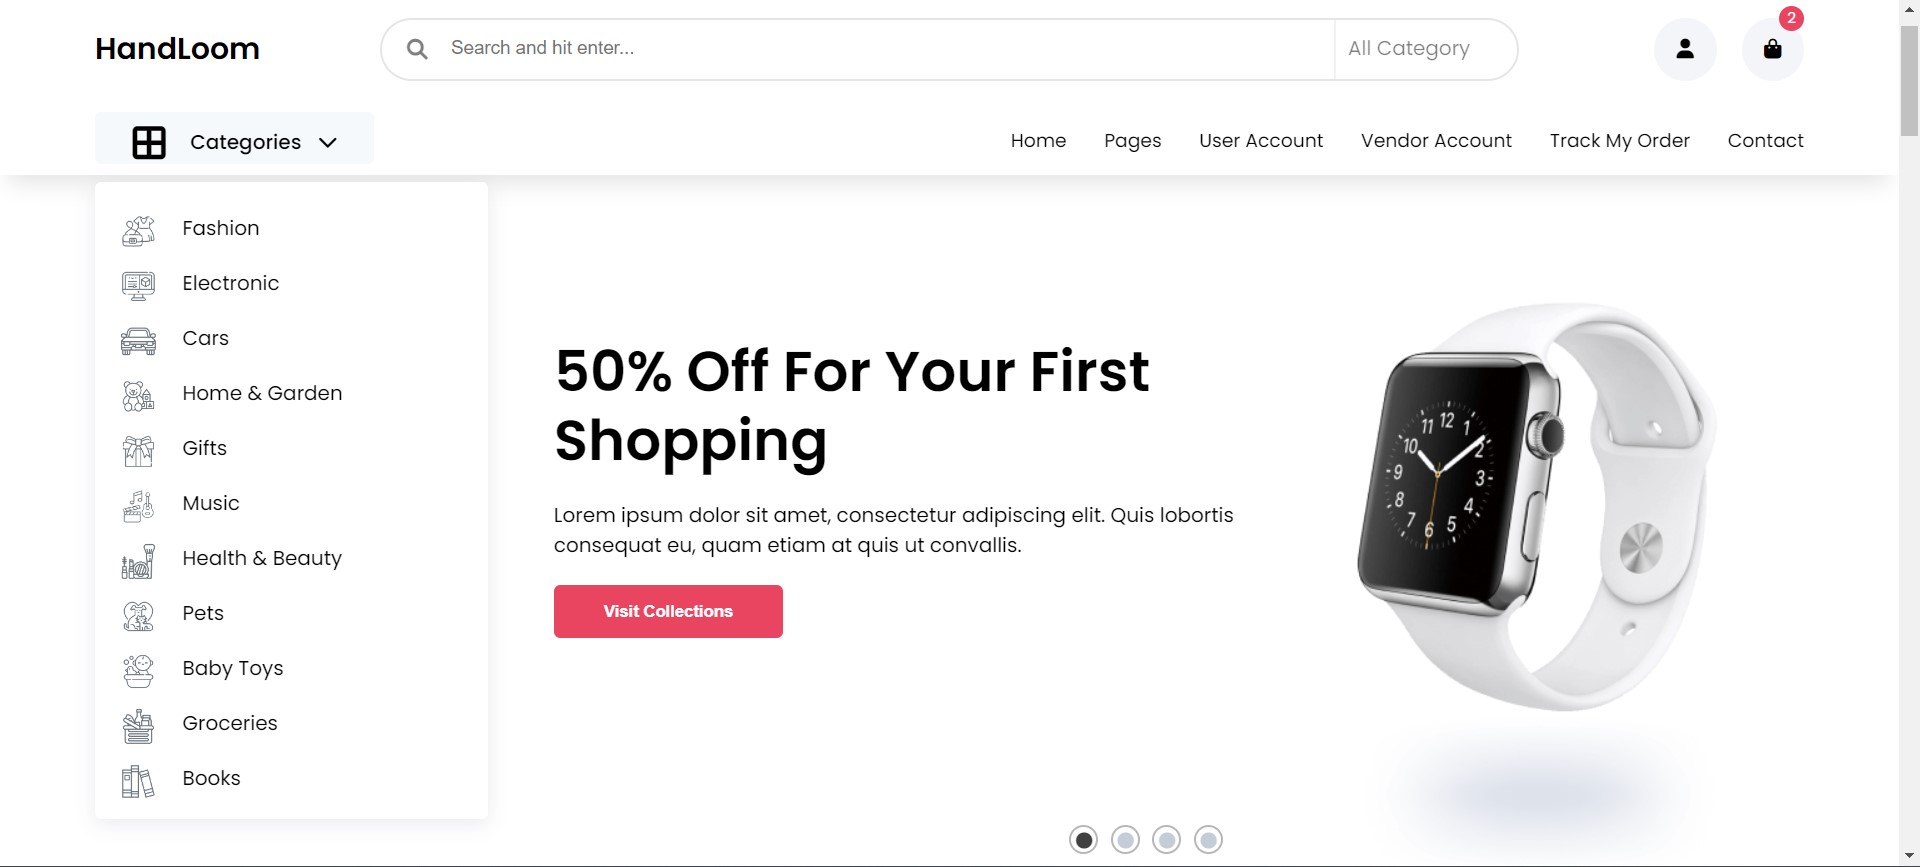 HandLoom
Search and hit enter...
All Category
2
Categories
Home
Pages
User Account
Vendor Account
Track My Order
Contact
Fashion
Electronic
Cars
Home & Garden
Gifts
Music
Health & Beauty
Pets
Baby Toys
Groceries
Books
50% Off For Your First
Shopping
Lorem ipsum dolor sit amet, consectetur adipiscing elit. Quis lobortis
consequat eu, quam etiam at quis ut convallis.
Visit Collections
12
1
2
3
4
5
6
7
8
9
10
11